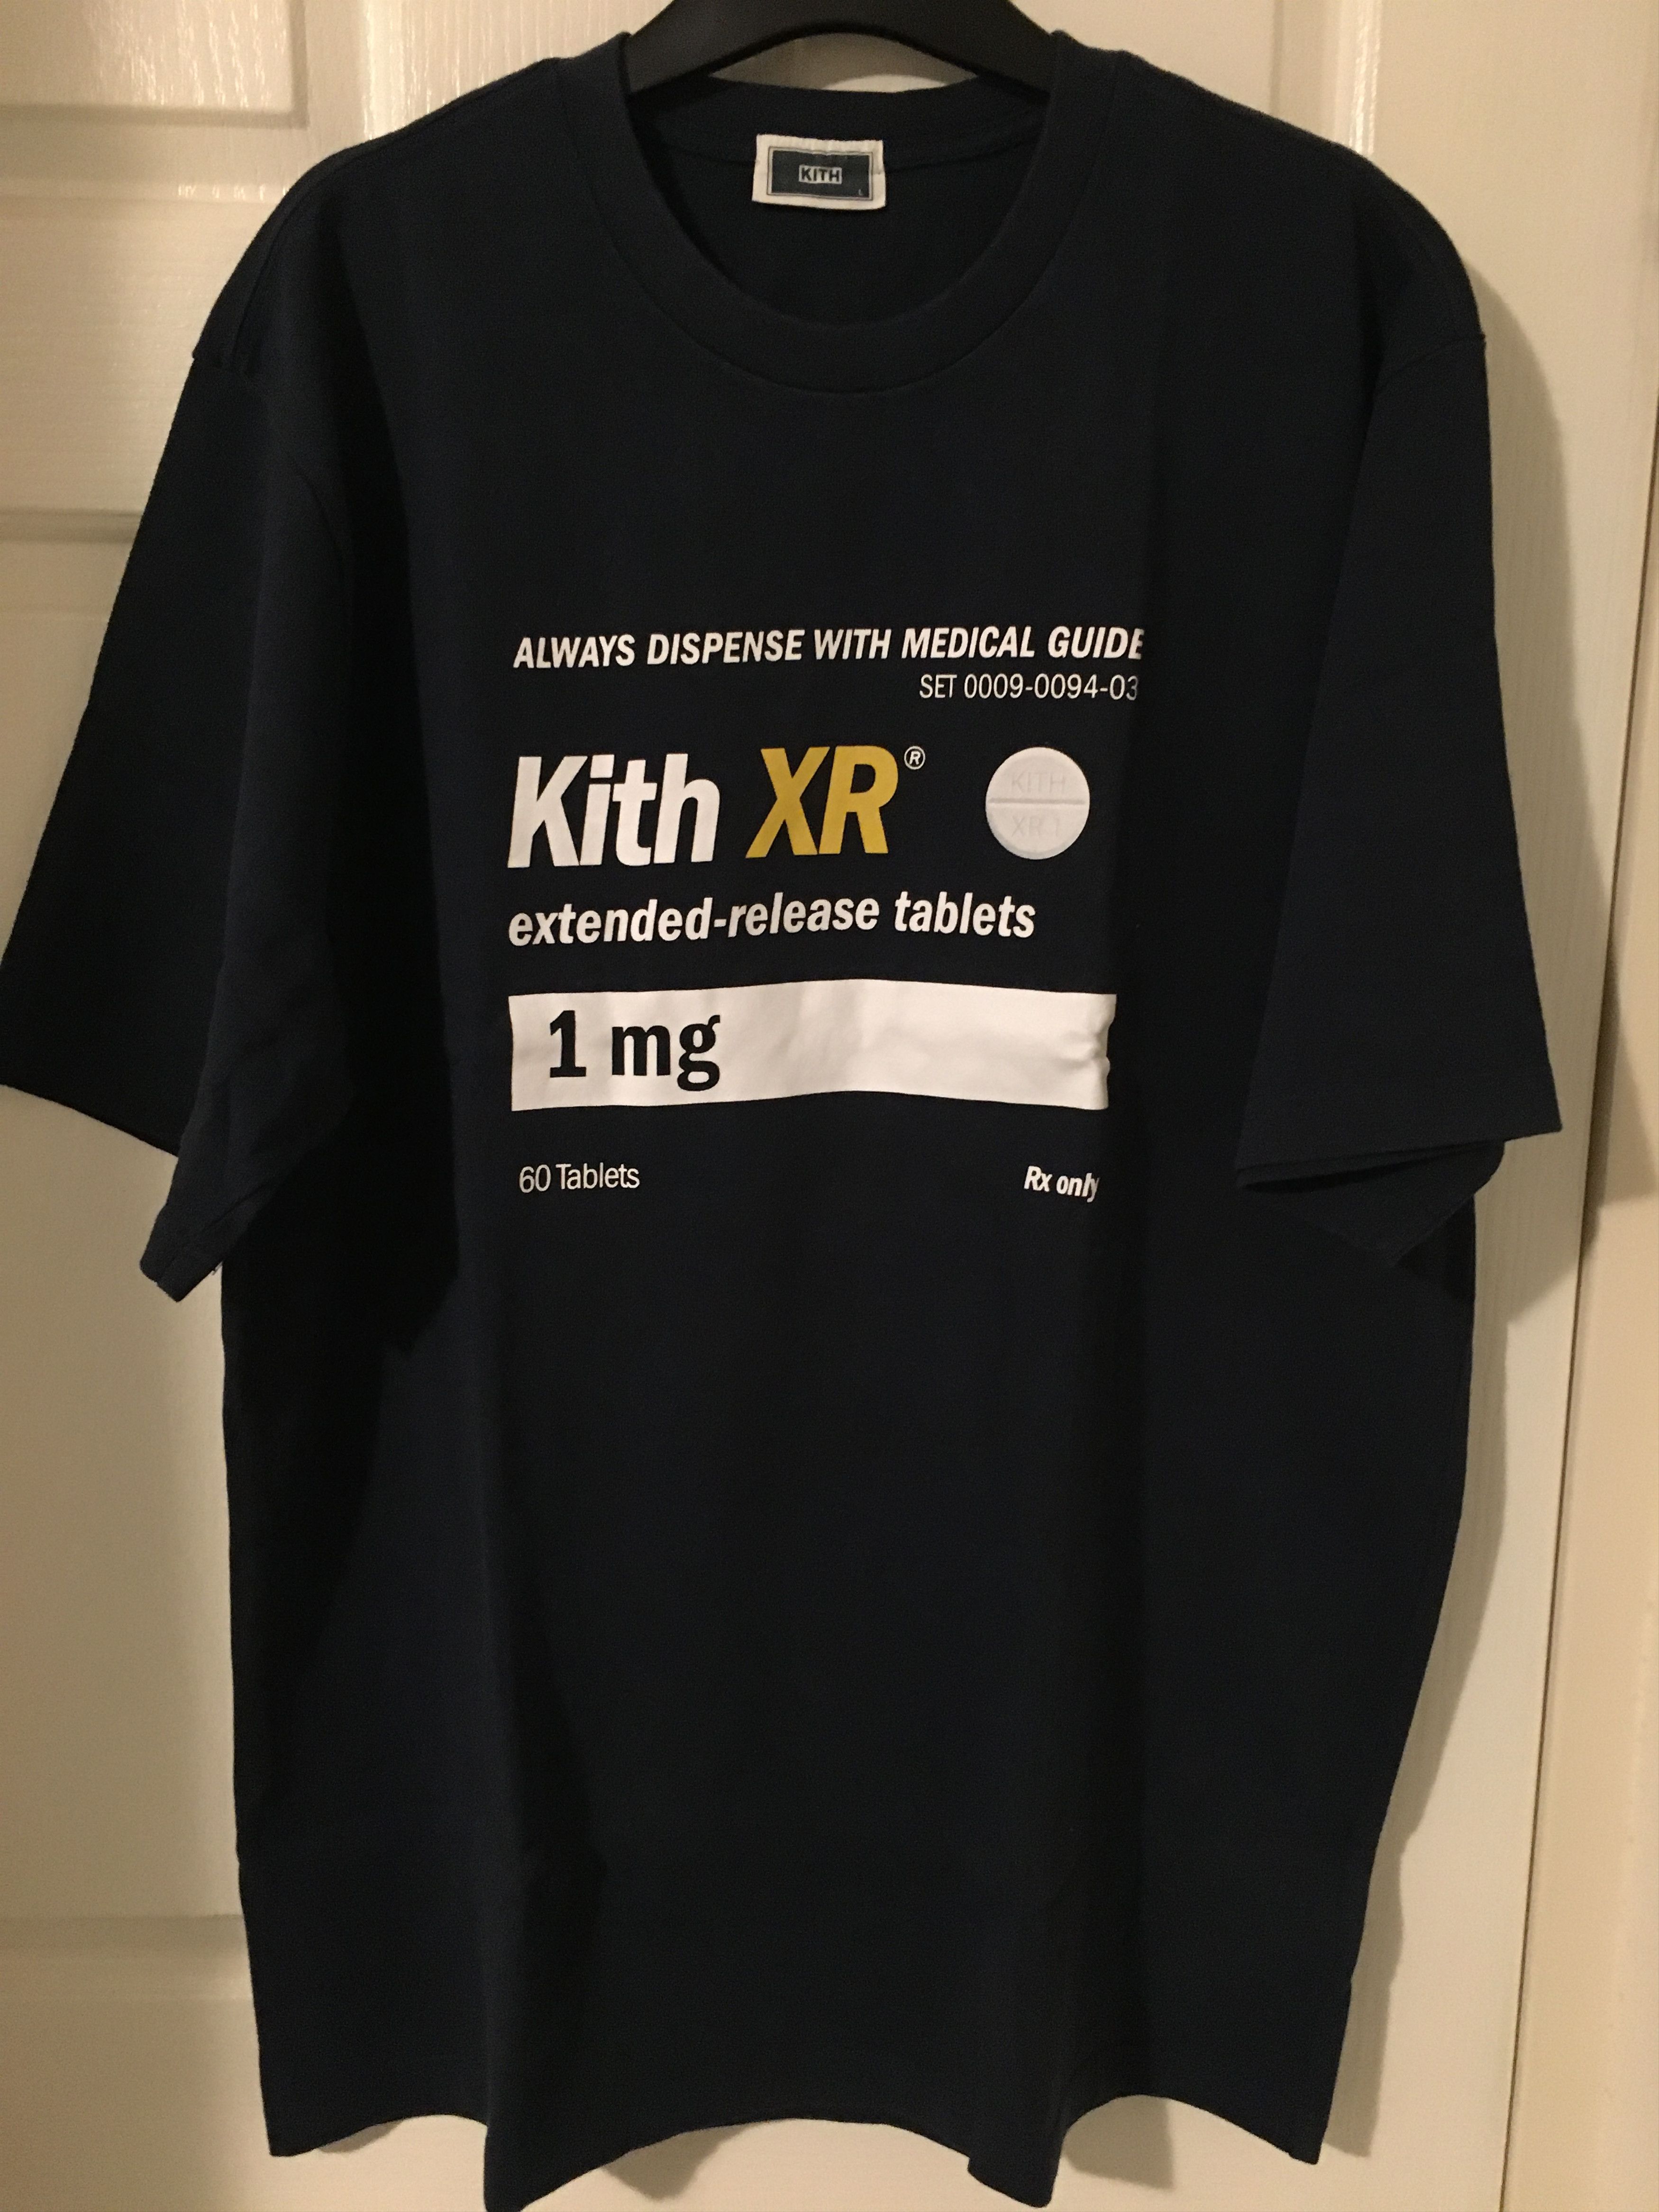 KITH
L
ALWAYS DISPENSE WITH MEDICAL GUIDE
SET 0009-0094-03
Kith XR®
KITH
XR 1
extended-release tablets
1 mg
60 Tablets
Rx only